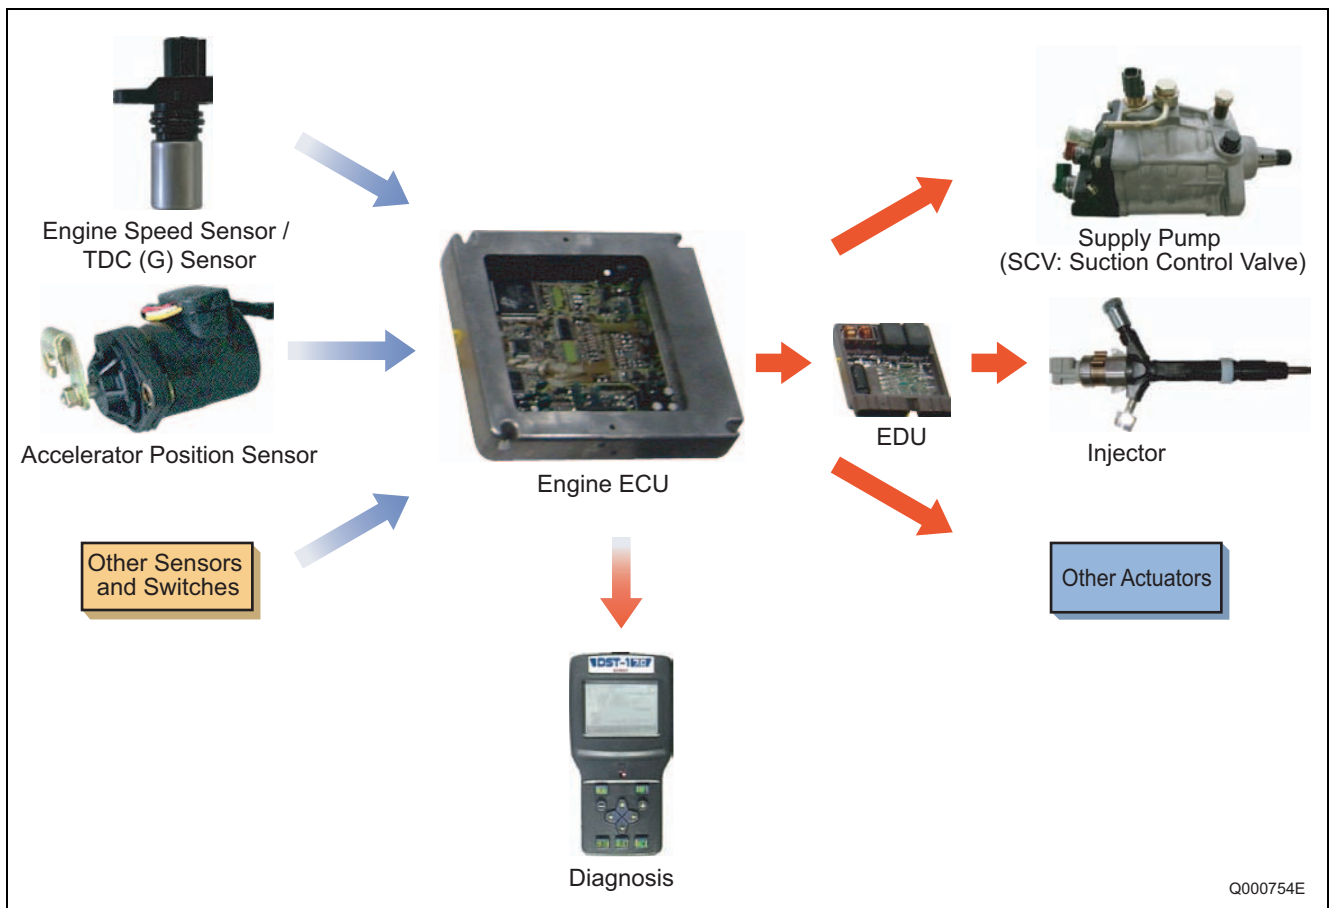 Engine Speed Sensor /
TDC (G) Sensor
Supply Pump
(SCV: Suction Control Valve)
Accelerator Position Sensor
Engine ECU
EDU
Injector
Other Sensors
and Switches
Other Actuators
DST-1
Diagnosis
Q000754E